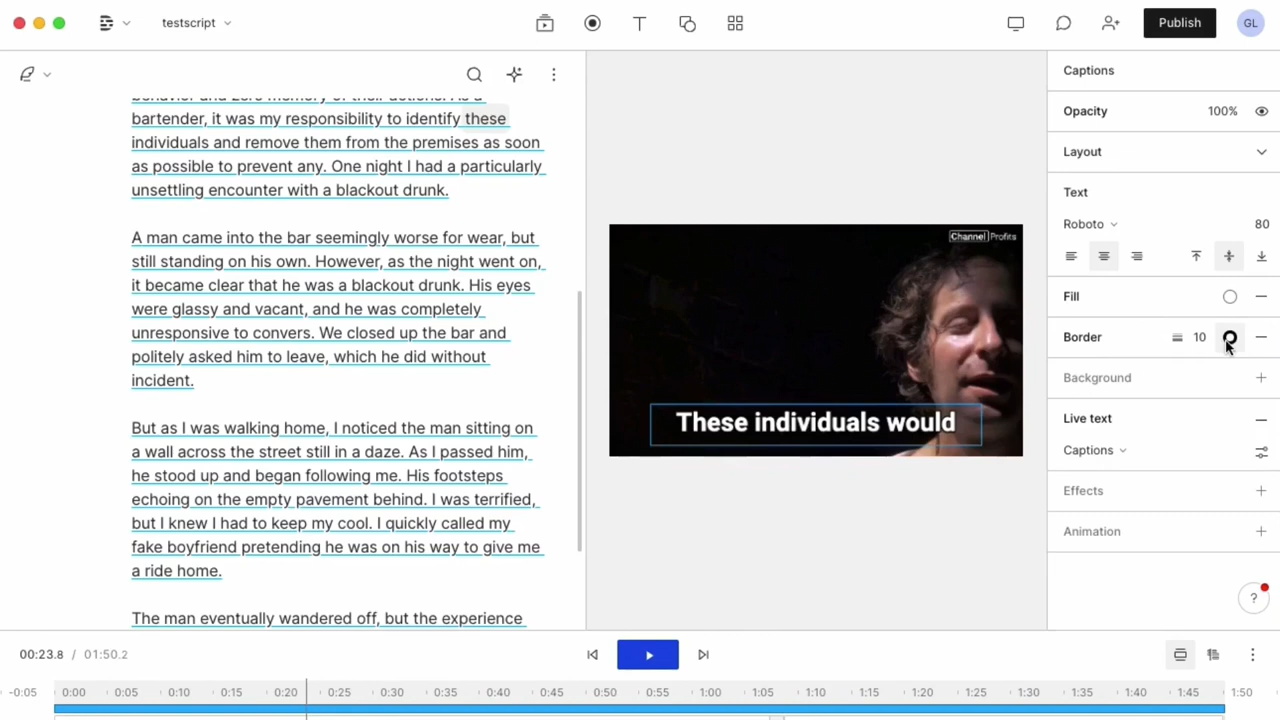 testscript
Publish
GL
behavior and zero memory of their actions. As a
bartender, it was my responsibility to identify these
individuals and remove them from the premises as soon
as possible to prevent any. One night I had a particularly
unsettling encounter with a blackout drunk.
A man came into the bar seemingly worse for wear, but
still standing on his own. However, as the night went on,
it became clear that he was a blackout drunk. His eyes
were glassy and vacant, and he was completely
unresponsive to convers. We closed up the bar and
politely asked him to leave, which he did without
incident.
But as I was walking home, I noticed the man sitting on
a wall across the street still in a daze. As I passed him,
he stood up and began following me. His footsteps
echoing on the empty pavement behind. I was terrified,
but I knew I had to keep my cool. I quickly called my
fake boyfriend pretending he was on his way to give me
a ride home.
The man eventually wandered off, but the experience
Channel Profits
These individuals would
Captions
Opacity 100%
Layout
Text
Roboto 80
Fill
Border 10
Background
Live text
Captions
Effects
Animation
?
00:23.8 / 01:50.2
-0:05 0:00 0:05 0:10 0:15 0:20 0:25 0:30 0:35 0:40 0:45 0:50 0:55 1:00 1:05 1:10 1:15 1:20 1:25 1:30 1:35 1:40 1:45 1:50